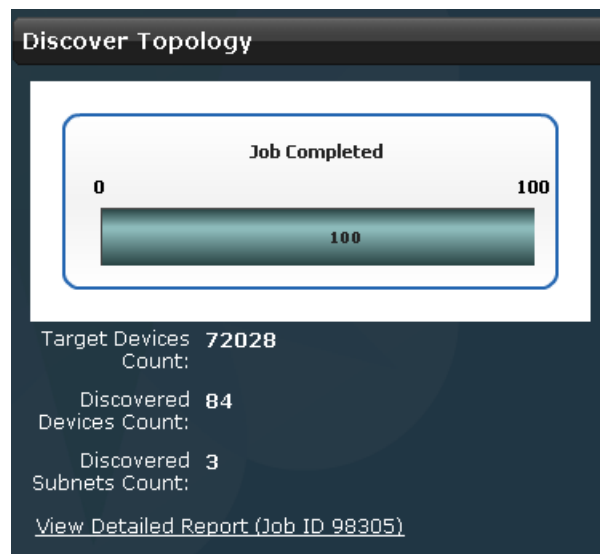 Discover Topology
Job Completed
0 100
100
Target Devices Count: 72028
Discovered Devices Count: 84
Discovered Subnets Count: 3
View Detailed Report (Job ID 98305)